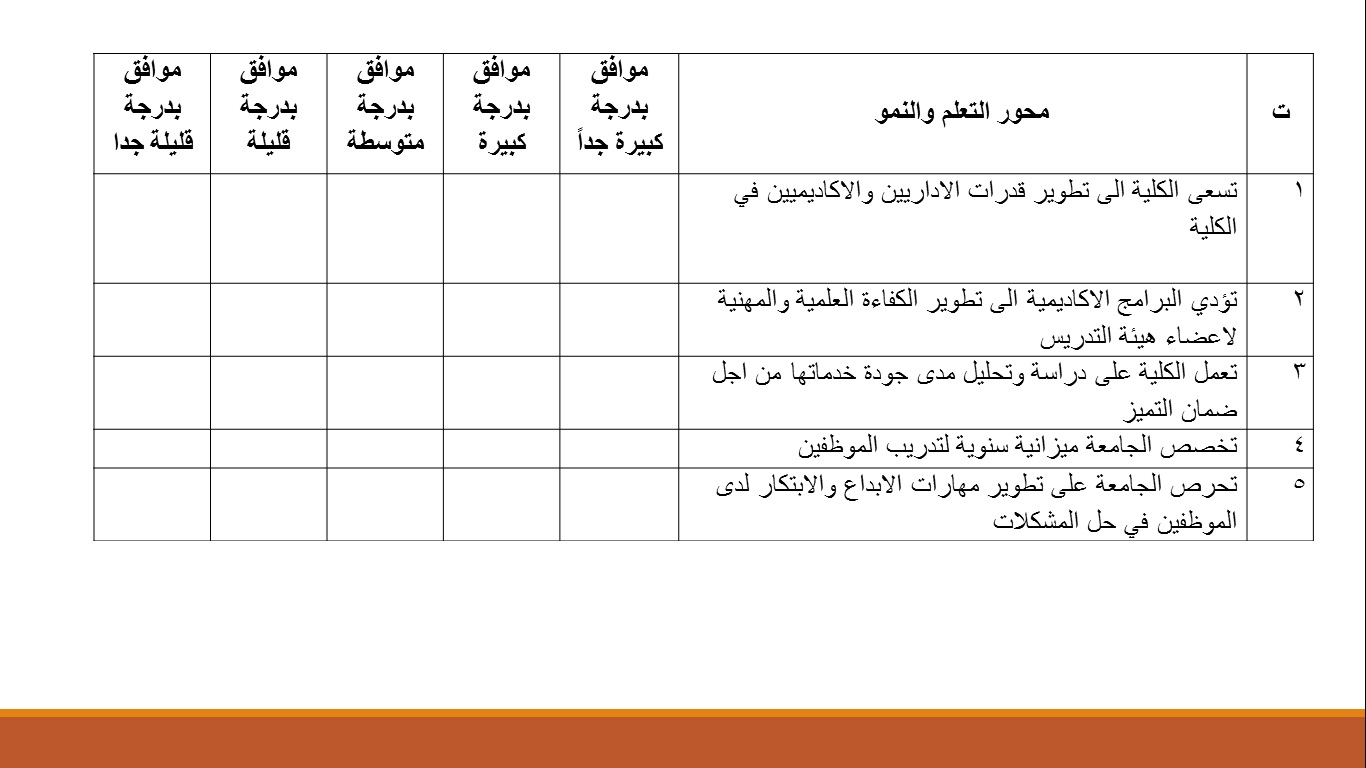 ت
محور التعلم والنمو
موافق
بدرجة
كبيرة جداً
موافق
بدرجة
كبيرة
موافق
بدرجة
متوسطة
موافق
بدرجة
قليلة
موافق
بدرجة
قليلة جدا
١
تسعى الكلية الى تطوير قدرات الاداريين والاكاديميين في
الكلية
٢
تؤدي البرامج الاكاديمية الى تطوير الكفاءة العلمية والمهنية
لاعضاء هيئة التدريس
٣
تعمل الكلية على دراسة وتحليل مدى جودة خدماتها من اجل
ضمان التميز
٤
تخصص الجامعة ميزانية سنوية لتدريب الموظفين
٥
تحرص الجامعة على تطوير مهارات الابداع والابتكار لدى
الموظفين في حل المشكلات